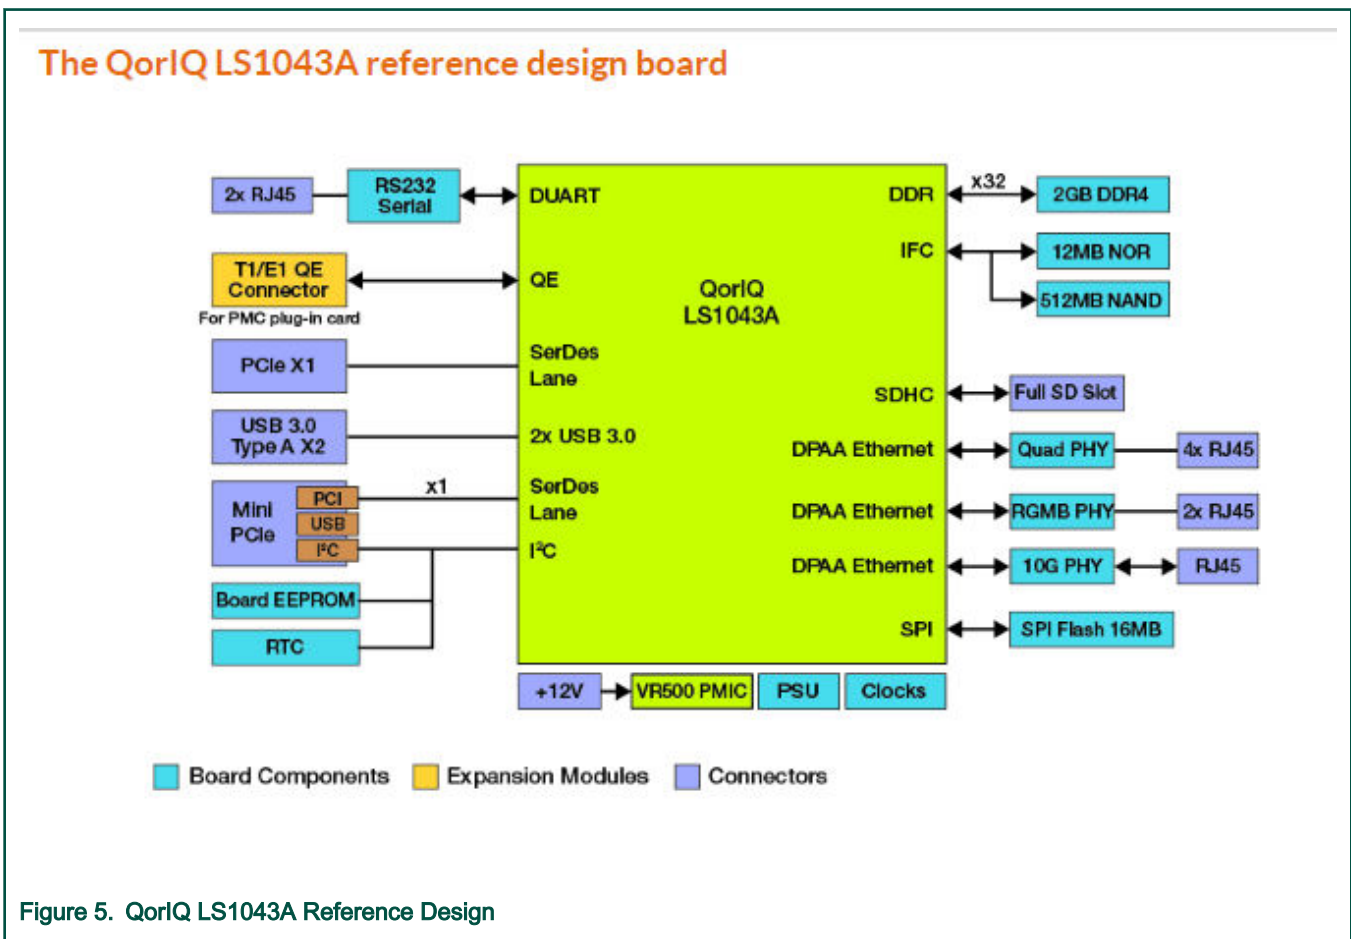 The QorIQ LS1043A reference design board
2x RJ45
RS232
Serial
DUART
DDR
x32
2GB DDR4
IFC
12MB NOR
512MB NAND
T1/E1 QE
Connector
For PMC plug-in card
QE
QorIQ
LS1043A
PCIe X1
SerDes
Lane
SDHC
Full SD Slot
USB 3.0
Type A X2
2x USB 3.0
DPAA Ethernet
Quad PHY
4x RJ45
Mini
PCIe
PCI
USB
I²C
x1
SerDes
Lane
I²C
DPAA Ethernet
RGMB PHY
2x RJ45
DPAA Ethernet
10G PHY
RJ45
Board EEPROM
RTC
SPI
SPI Flash 16MB
+12V
VR500 PMIC
PSU
Clocks
Board Components
Expansion Modules
Connectors
Figure 5. QorIQ LS1043A Reference Design